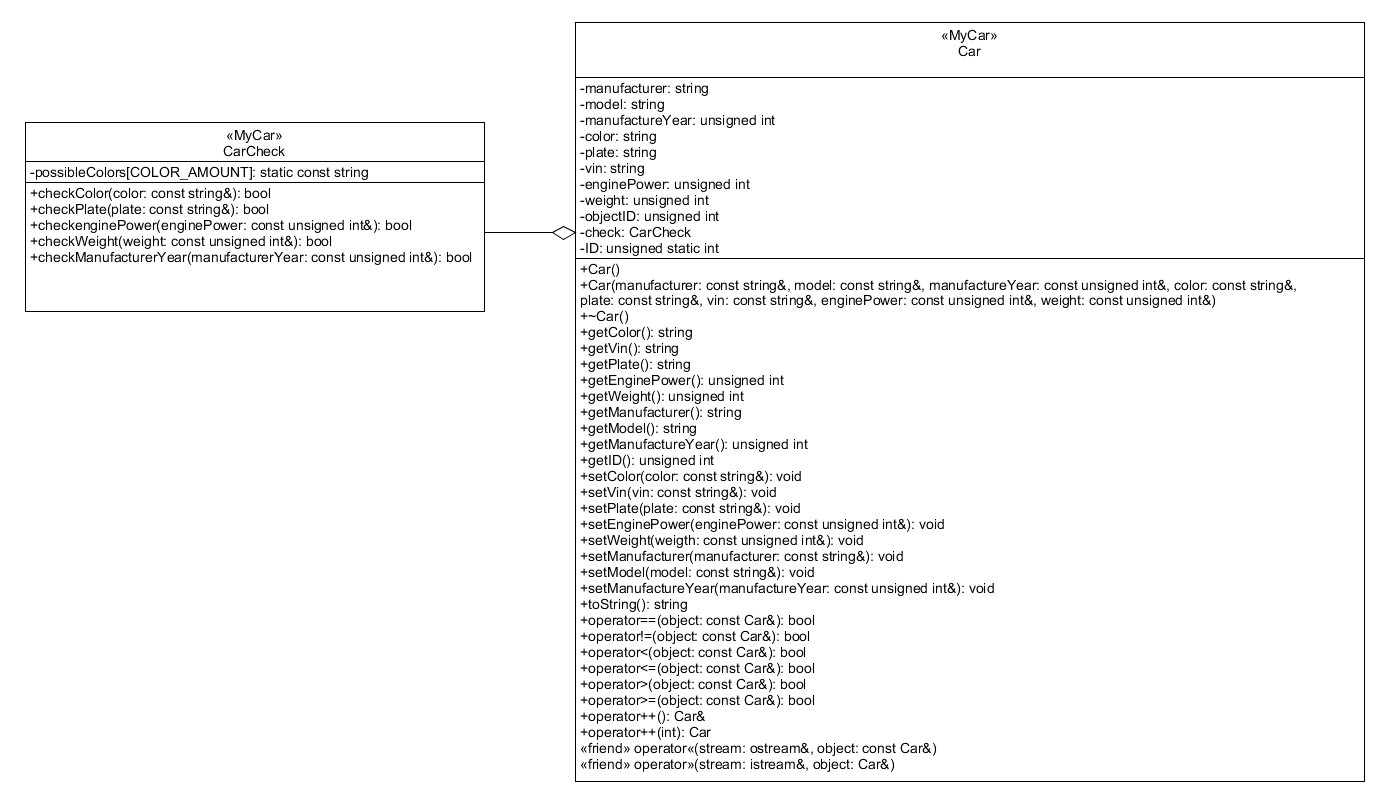 «MyCar»
CarCheck
-possibleColors[COLOR_AMOUNT]: static const string
+checkColor(color: const string&): bool
+checkPlate(plate: const string&): bool
+checkenginePower(enginePower: const unsigned int&): bool
+checkWeight(weight: const unsigned int&): bool
+checkManufacturerYear(manufacturerYear: const unsigned int&): bool
«MyCar»
Car
-manufacturer: string
-model: string
-manufactureYear: unsigned int
-color: string
-plate: string
-vin: string
-enginePower: unsigned int
-weight: unsigned int
-objectID: unsigned int
-check: CarCheck
-ID: unsigned static int
+Car()
+Car(manufacturer: const string&, model: const string&, manufactureYear: const unsigned int&, color: const string&,
plate: const string&, vin: const string&, enginePower: const unsigned int&, weight: const unsigned int&)
+~Car()
+getColor(): string
+getVin(): string
+getPlate(): string
+getEnginePower(): unsigned int
+getWeight(): unsigned int
+getManufacturer(): string
+getModel(): string
+getManufactureYear(): unsigned int
+getID(): unsigned int
+setColor(color: const string&): void
+setVin(vin: const string&): void
+setPlate(plate: const string&): void
+setEnginePower(enginePower: const unsigned int&): void
+setWeight(weigth: const unsigned int&): void
+setManufacturer(manufacturer: const string&): void
+setModel(model: const string&): void
+setManufactureYear(manufactureYear: const unsigned int&): void
+toString(): string
+operator==(object: const Car&): bool
+operator!=(object: const Car&): bool
+operator<(object: const Car&): bool
+operator<=(object: const Car&): bool
+operator>(object: const Car&): bool
+operator>=(object: const Car&): bool
+operator++(): Car&
+operator++(int): Car
«friend» operator«(stream: ostream&, object: const Car&)
«friend» operator»(stream: istream&, object: Car&)